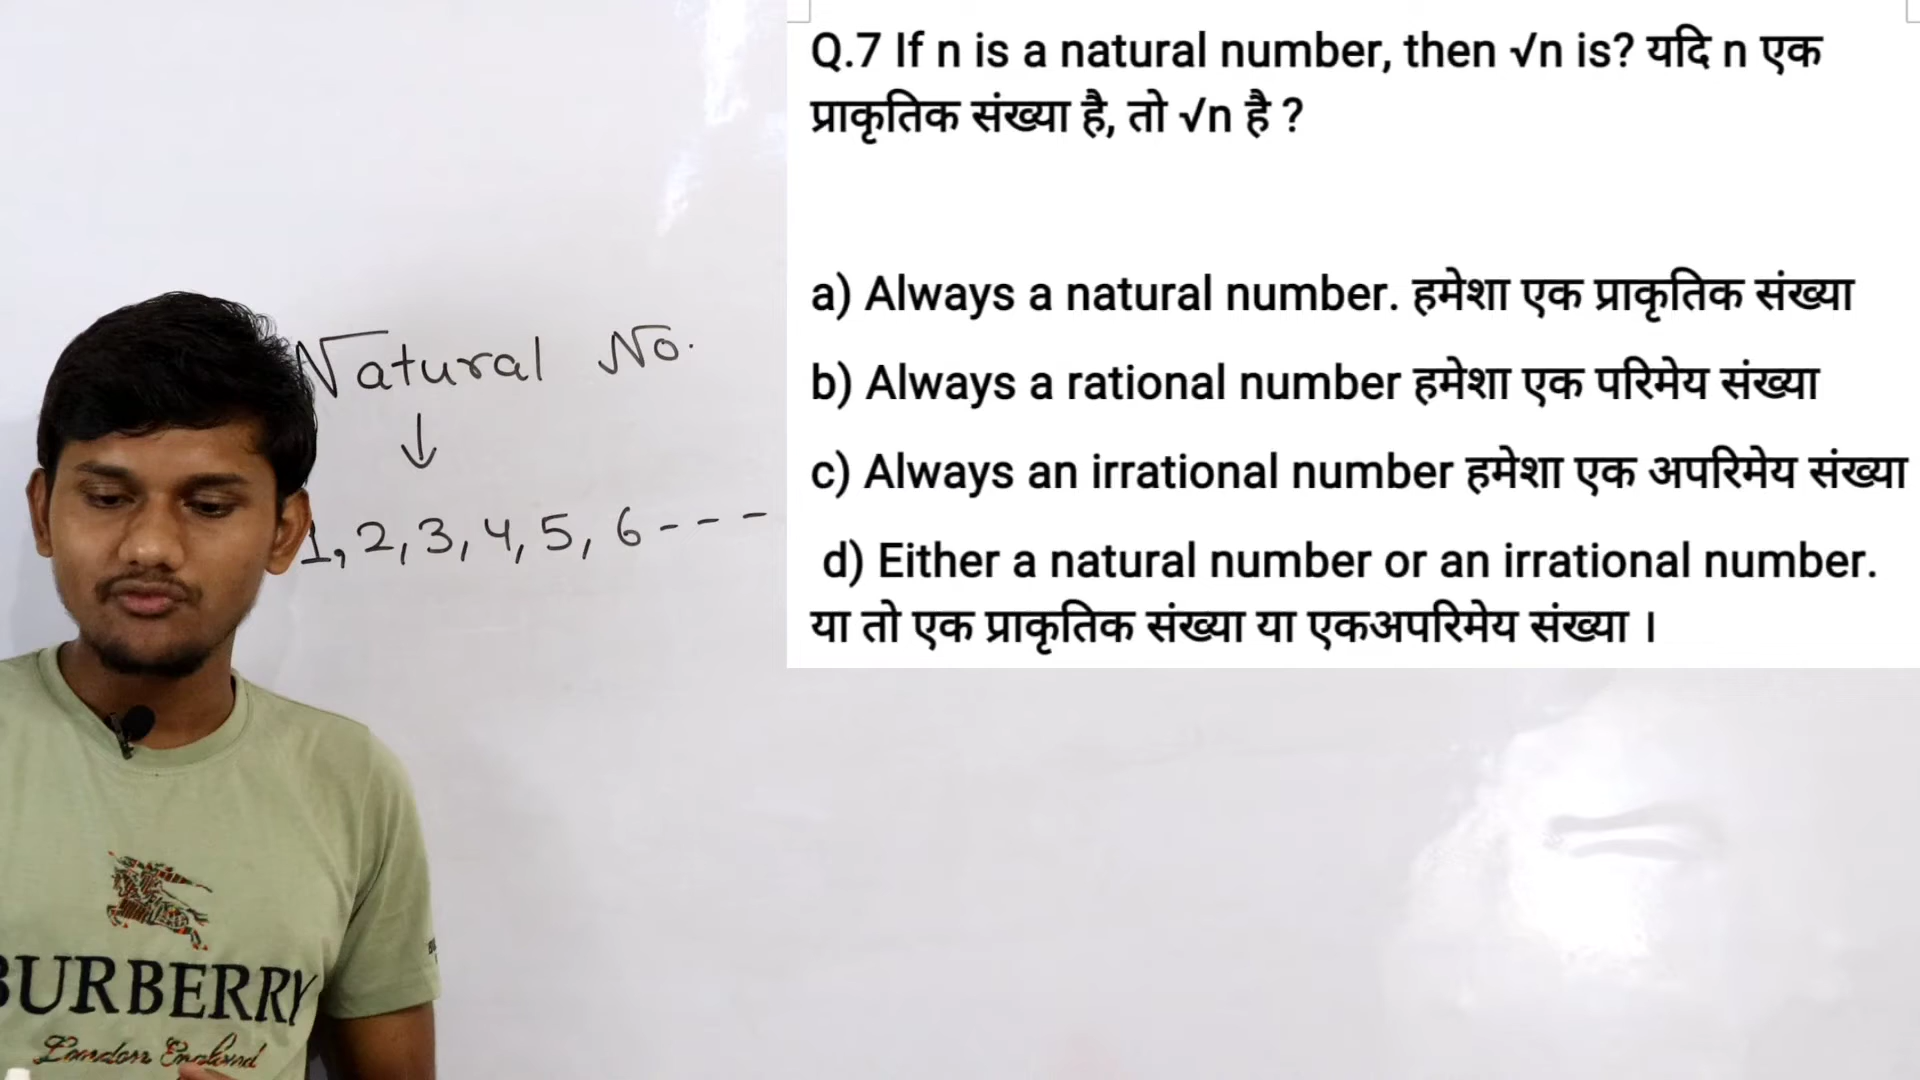 Q.7 If n is a natural number, then √n is? यदि n एक
प्राकृतिक संख्या है, तो √n है ?
a) Always a natural number. हमेशा एक प्राकृतिक संख्या
b) Always a rational number हमेशा एक परिमेय संख्या
c) Always an irrational number हमेशा एक अपरिमेय संख्या
d) Either a natural number or an irrational number.
या तो एक प्राकृतिक संख्या या एकअपरिमेय संख्या ।
Natural No.
↓
1, 2, 3, 4, 5, 6 - - -
BURBERRY
London England